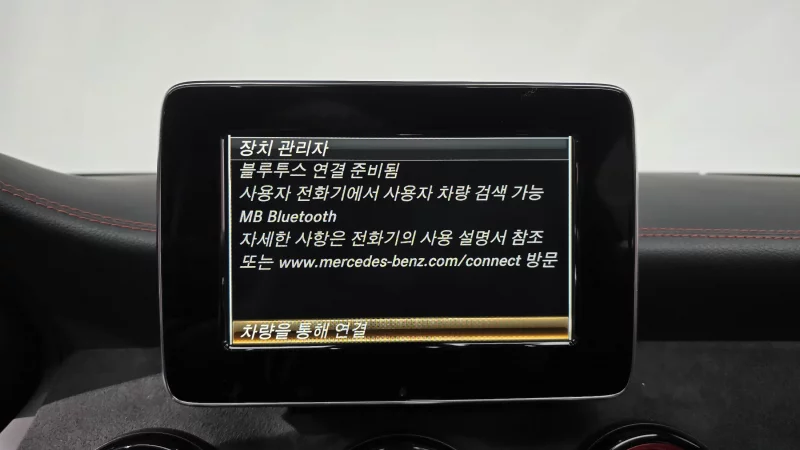 장치 관리자
블루투스 연결 준비됨
사용자 전화기에서 사용자 차량 검색 가능
MB Bluetooth
자세한 사항은 전화기의 사용 설명서 참조
또는 www.mercedes-benz.com/connect 방문
차량을 통해 연결